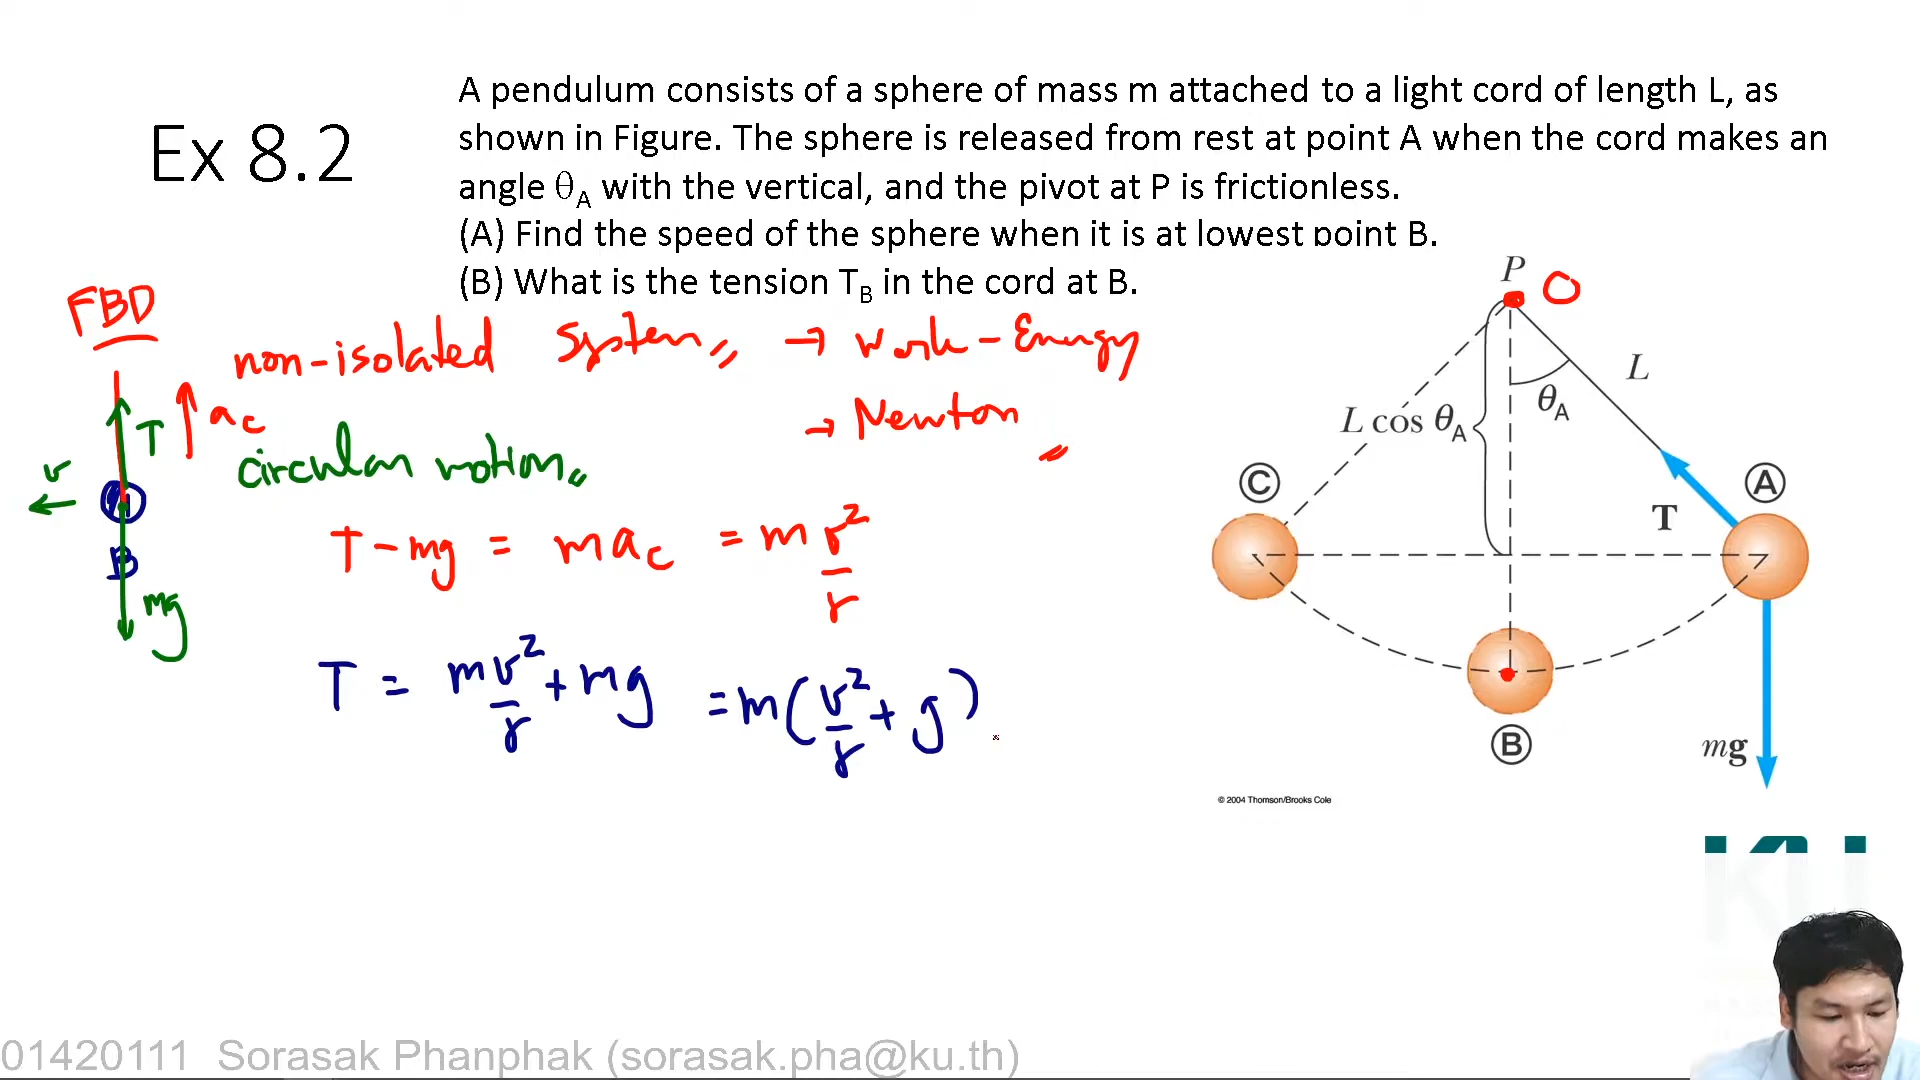 Ex 8.2
A pendulum consists of a sphere of mass m attached to a light cord of length L, as
shown in Figure. The sphere is released from rest at point A when the cord makes an
angle θA with the vertical, and the pivot at P is frictionless.
(A) Find the speed of the sphere when it is at lowest point B.
(B) What is the tension TB in the cord at B.
FBD
non-isolated system,, → Work-Energy
→ Newton
ac
T
circular motion,,
v
B
mg
T - mg = mac = m v²/r
T = mv²/r + mg = m(v²/r + g)
P O
L
θA
L cos θA
C
A
T
B
mg
© 2004 Thomson/Brooks Cole
KU
01420111 Sorasak Phanphak (sorasak.pha@ku.th)